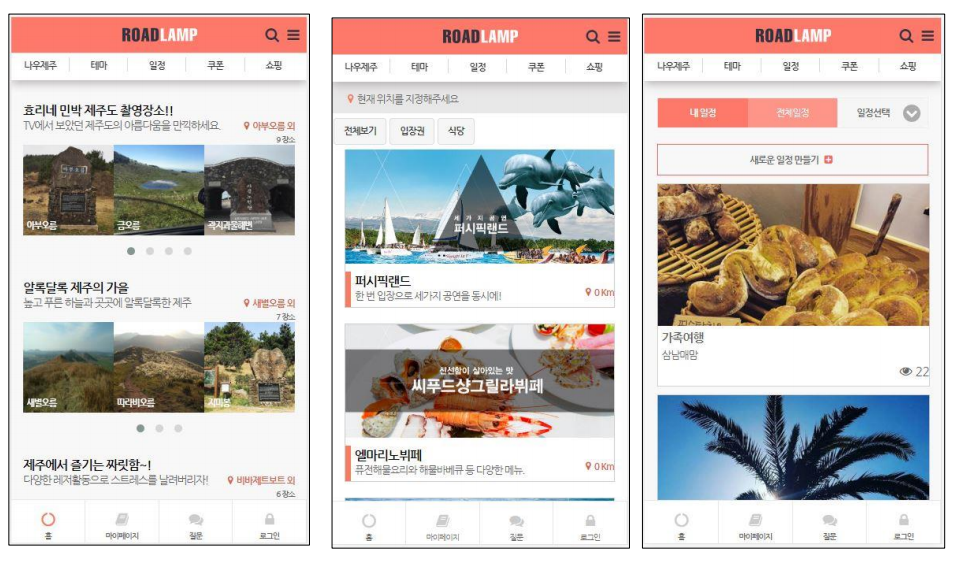 ROADLAMP
나우제주 테마 일정 쿠폰 쇼핑
효리네 민박 제주도 촬영장소!!
TV에서 보았던 제주도의 아름다움을 만끽하세요.
아부오름 외
9 장소
아부오름 금오름 곽지과물해변
알록달록 제주의 가을
높고 푸른 하늘과 곳곳에 알록달록한 제주
새별오름 외
7 장소
새별오름 따라비오름 지미봉
제주에서 즐기는 짜릿함~!
다양한 레저활동으로 스트레스를 날려버리자!
비바제트보트 외
6 장소
홈 마이페이지 질문 로그인
ROADLAMP
나우제주 테마 일정 쿠폰 쇼핑
현재 위치를 지정해주세요
전체보기 입장권 식당
세 가 지 공 연
퍼시픽랜드
퍼시픽랜드
한 번 입장으로 세가지 공연을 동시에!
0 Km
신선함이 살아있는 맛
씨푸드샹그릴라뷔페
엘마리노뷔페
퓨전해물요리와 해물바베큐 등 다양한 메뉴.
0 Km
홈 마이페이지 질문 로그인
ROADLAMP
나우제주 테마 일정 쿠폰 쇼핑
내 일정 전체일정 일정선택
새로운 일정 만들기
가족여행
삼남매맘
22
홈 마이페이지 질문 로그인